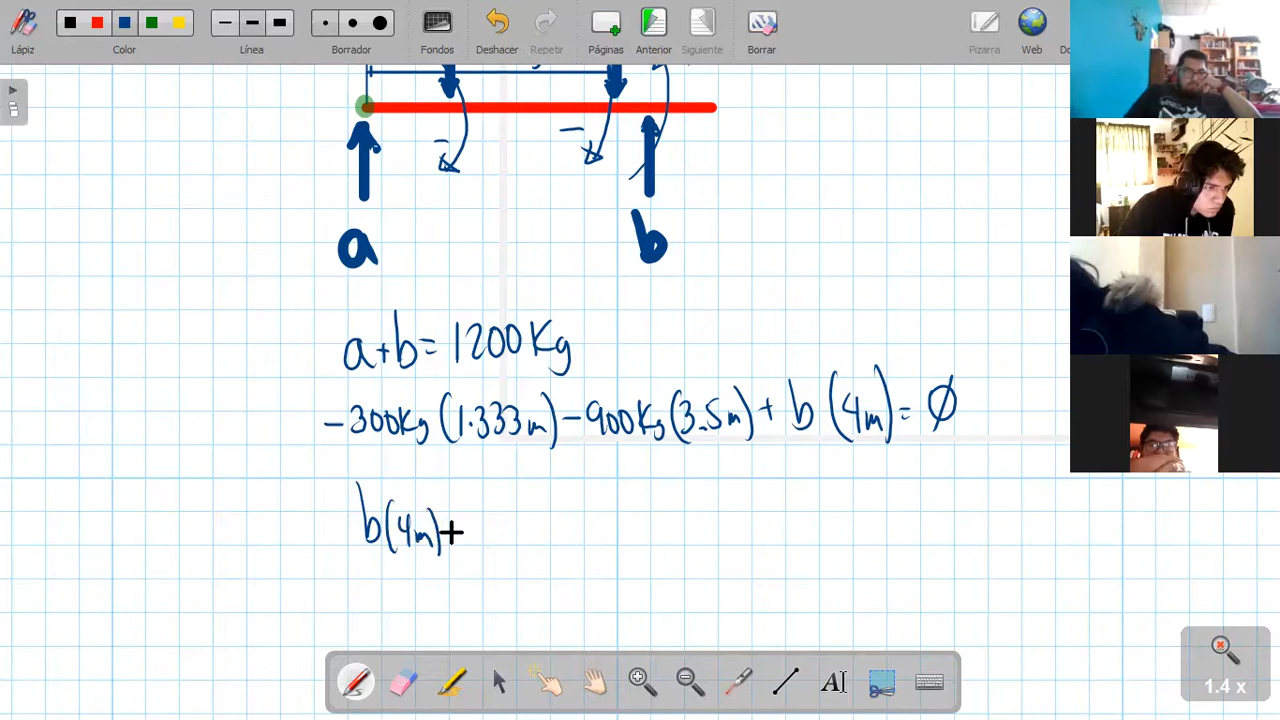 Lápiz Color Línea Borrador Fondos Deshacer Repetir Páginas Anterior Siguiente Borrar Pizarra Web
a
b
a+b= 1200Kg
-300Kg(1.333m)-900Kg(3.5m)+ b (4m)= Ø
b(4m)
1.4 x